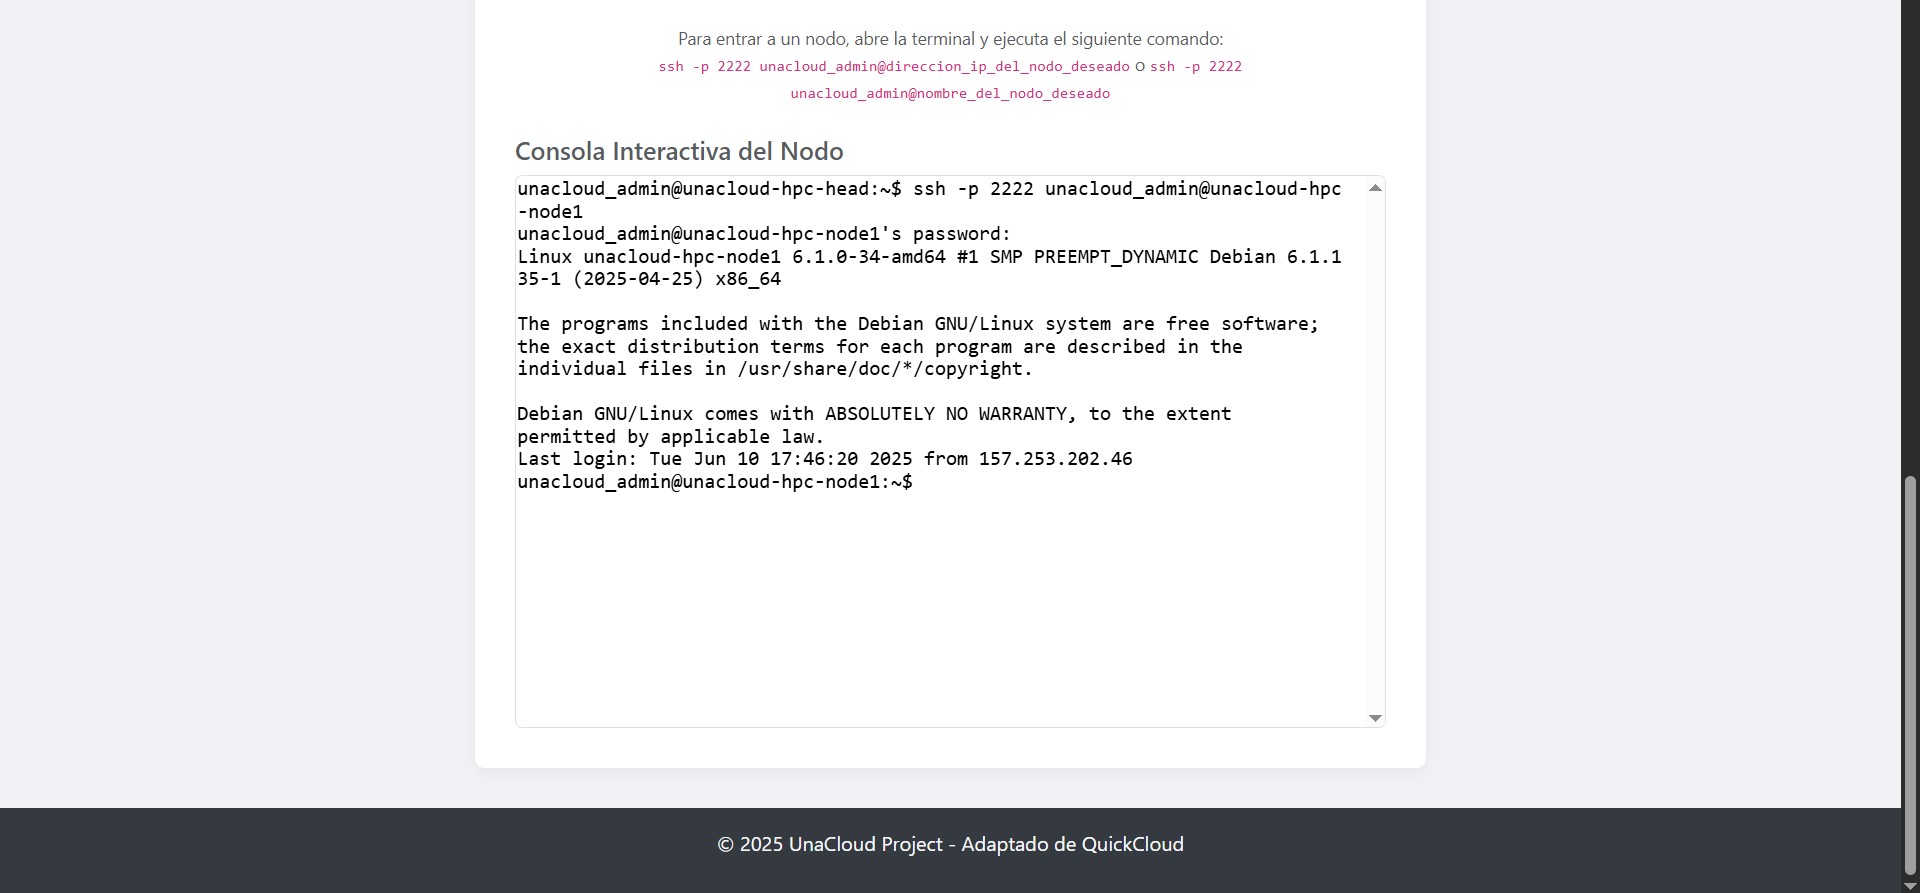 Para entrar a un nodo, abre la terminal y ejecuta el siguiente comando:
ssh -p 2222 unacloud_admin@direccion_ip_del_nodo_deseado O ssh -p 2222
unacloud_admin@nombre_del_nodo_deseado
Consola Interactiva del Nodo
unacloud_admin@unacloud-hpc-head:~$ ssh -p 2222 unacloud_admin@unacloud-hpc
-node1
unacloud_admin@unacloud-hpc-node1's password:
Linux unacloud-hpc-node1 6.1.0-34-amd64 #1 SMP PREEMPT_DYNAMIC Debian 6.1.1
35-1 (2025-04-25) x86_64
The programs included with the Debian GNU/Linux system are free software;
the exact distribution terms for each program are described in the
individual files in /usr/share/doc/*/copyright.
Debian GNU/Linux comes with ABSOLUTELY NO WARRANTY, to the extent
permitted by applicable law.
Last login: Tue Jun 10 17:46:20 2025 from 157.253.202.46
unacloud_admin@unacloud-hpc-node1:~$
© 2025 UnaCloud Project - Adaptado de QuickCloud